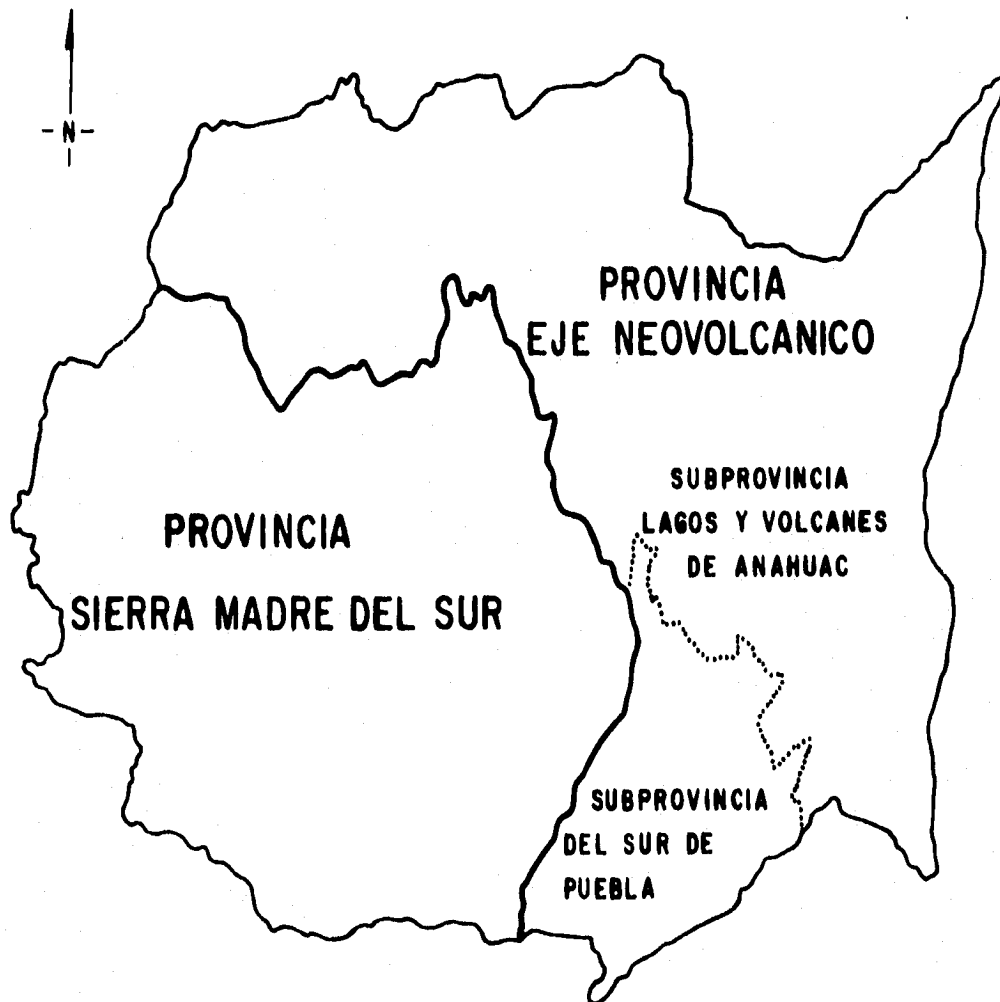 - N -
PROVINCIA
EJE NEOVOLCANICO
SUBPROVINCIA
LAGOS Y VOLCANES
DE ANAHUAC
PROVINCIA
SIERRA MADRE DEL SUR
SUBPROVINCIA
DEL SUR DE
PUEBLA